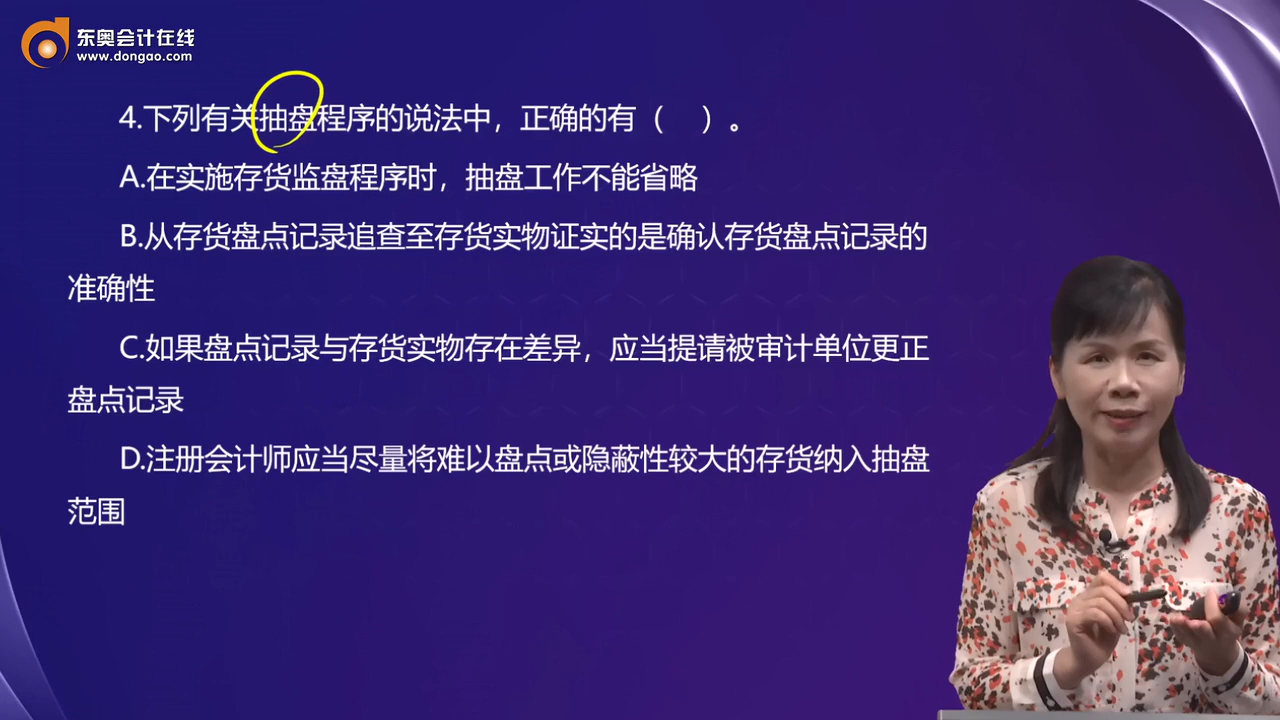 东奥会计在线
www.dongao.com
4.下列有关抽盘程序的说法中，正确的有（　）。
A.在实施存货监盘程序时，抽盘工作不能省略
B.从存货盘点记录追查至存货实物证实的是确认存货盘点记录的
准确性
C.如果盘点记录与存货实物存在差异，应当提请被审计单位更正
盘点记录
D.注册会计师应当尽量将难以盘点或隐蔽性较大的存货纳入抽盘
范围